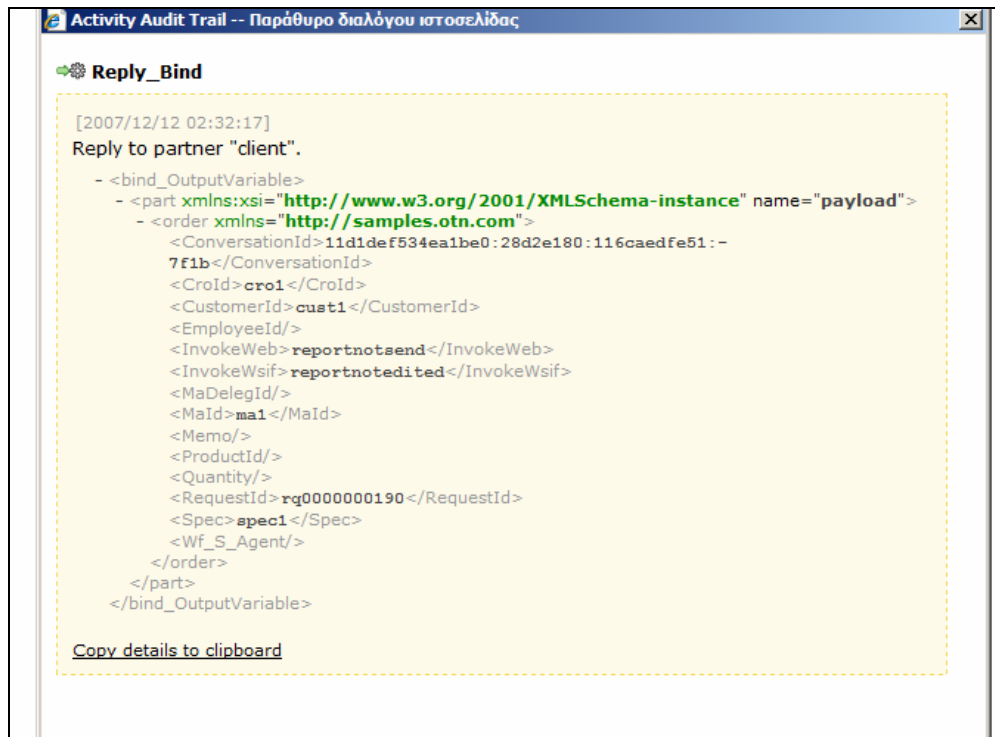 Activity Audit Trail -- Παράθυρο διαλόγου ιστοσελίδας
Reply_Bind
[2007/12/12 02:32:17]
Reply to partner "client".
- <bind_OutputVariable>
- <part xmlns:xsi="http://www.w3.org/2001/XMLSchema-instance" name="payload">
- <order xmlns="http://samples.otn.com">
<ConversationId>11d1def534ea1be0:28d2e180:116caedfe51:-
7f1b</ConversationId>
<CroId>cro1</CroId>
<CustomerId>cust1</CustomerId>
<EmployeeId/>
<InvokeWeb>reportnotsend</InvokeWeb>
<InvokeWsif>reportnotedited</InvokeWsif>
<MaDelegId/>
<MaId>ma1</MaId>
<Memo/>
<ProductId/>
<Quantity/>
<RequestId>rq0000000190</RequestId>
<Spec>spec1</Spec>
<Wf_S_Agent/>
</order>
</part>
</bind_OutputVariable>
Copy details to clipboard